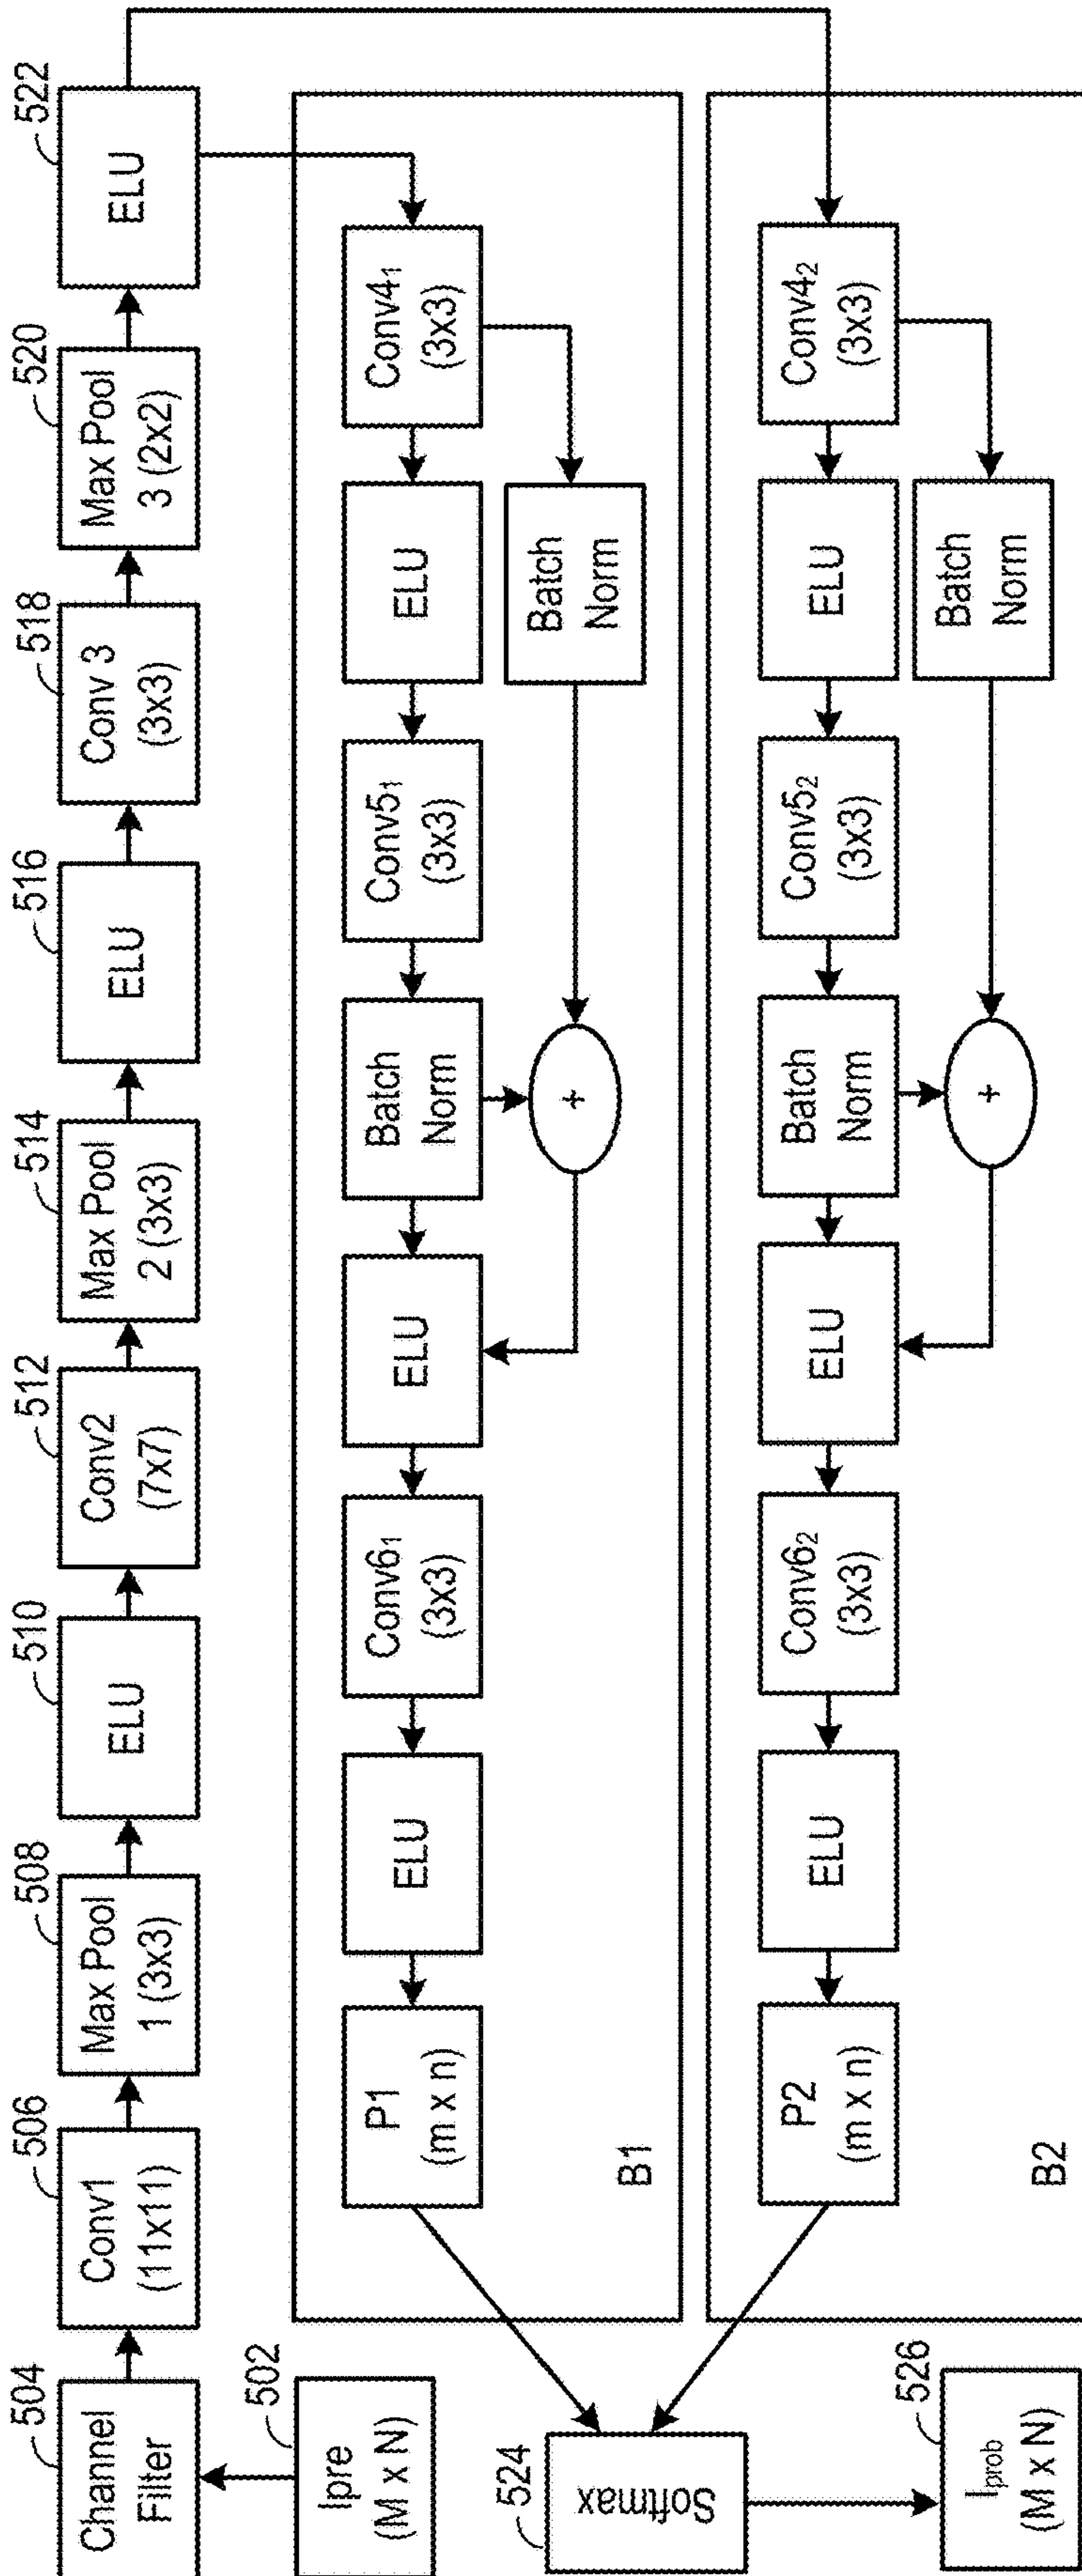 504
Channel
Filter
506
Conv1
(11x11)
508
Max Pool
1 (3x3)
510
ELU
512
Conv2
(7x7)
514
Max Pool
2 (3x3)
516
ELU
518
Conv 3
(3x3)
520
Max Pool
3 (2x2)
522
ELU
502
Ipre
(M x N)
P1
(m x n)
ELU
Conv6₁
(3x3)
ELU
Batch
Norm
Conv5₁
(3x3)
ELU
Conv4₁
(3x3)
+
Batch
Norm
B1
524
Softmax
P2
(m x n)
ELU
Conv6₂
(3x3)
ELU
Batch
Norm
Conv5₂
(3x3)
ELU
Conv4₂
(3x3)
+
Batch
Norm
B2
526
Iprob
(M x N)